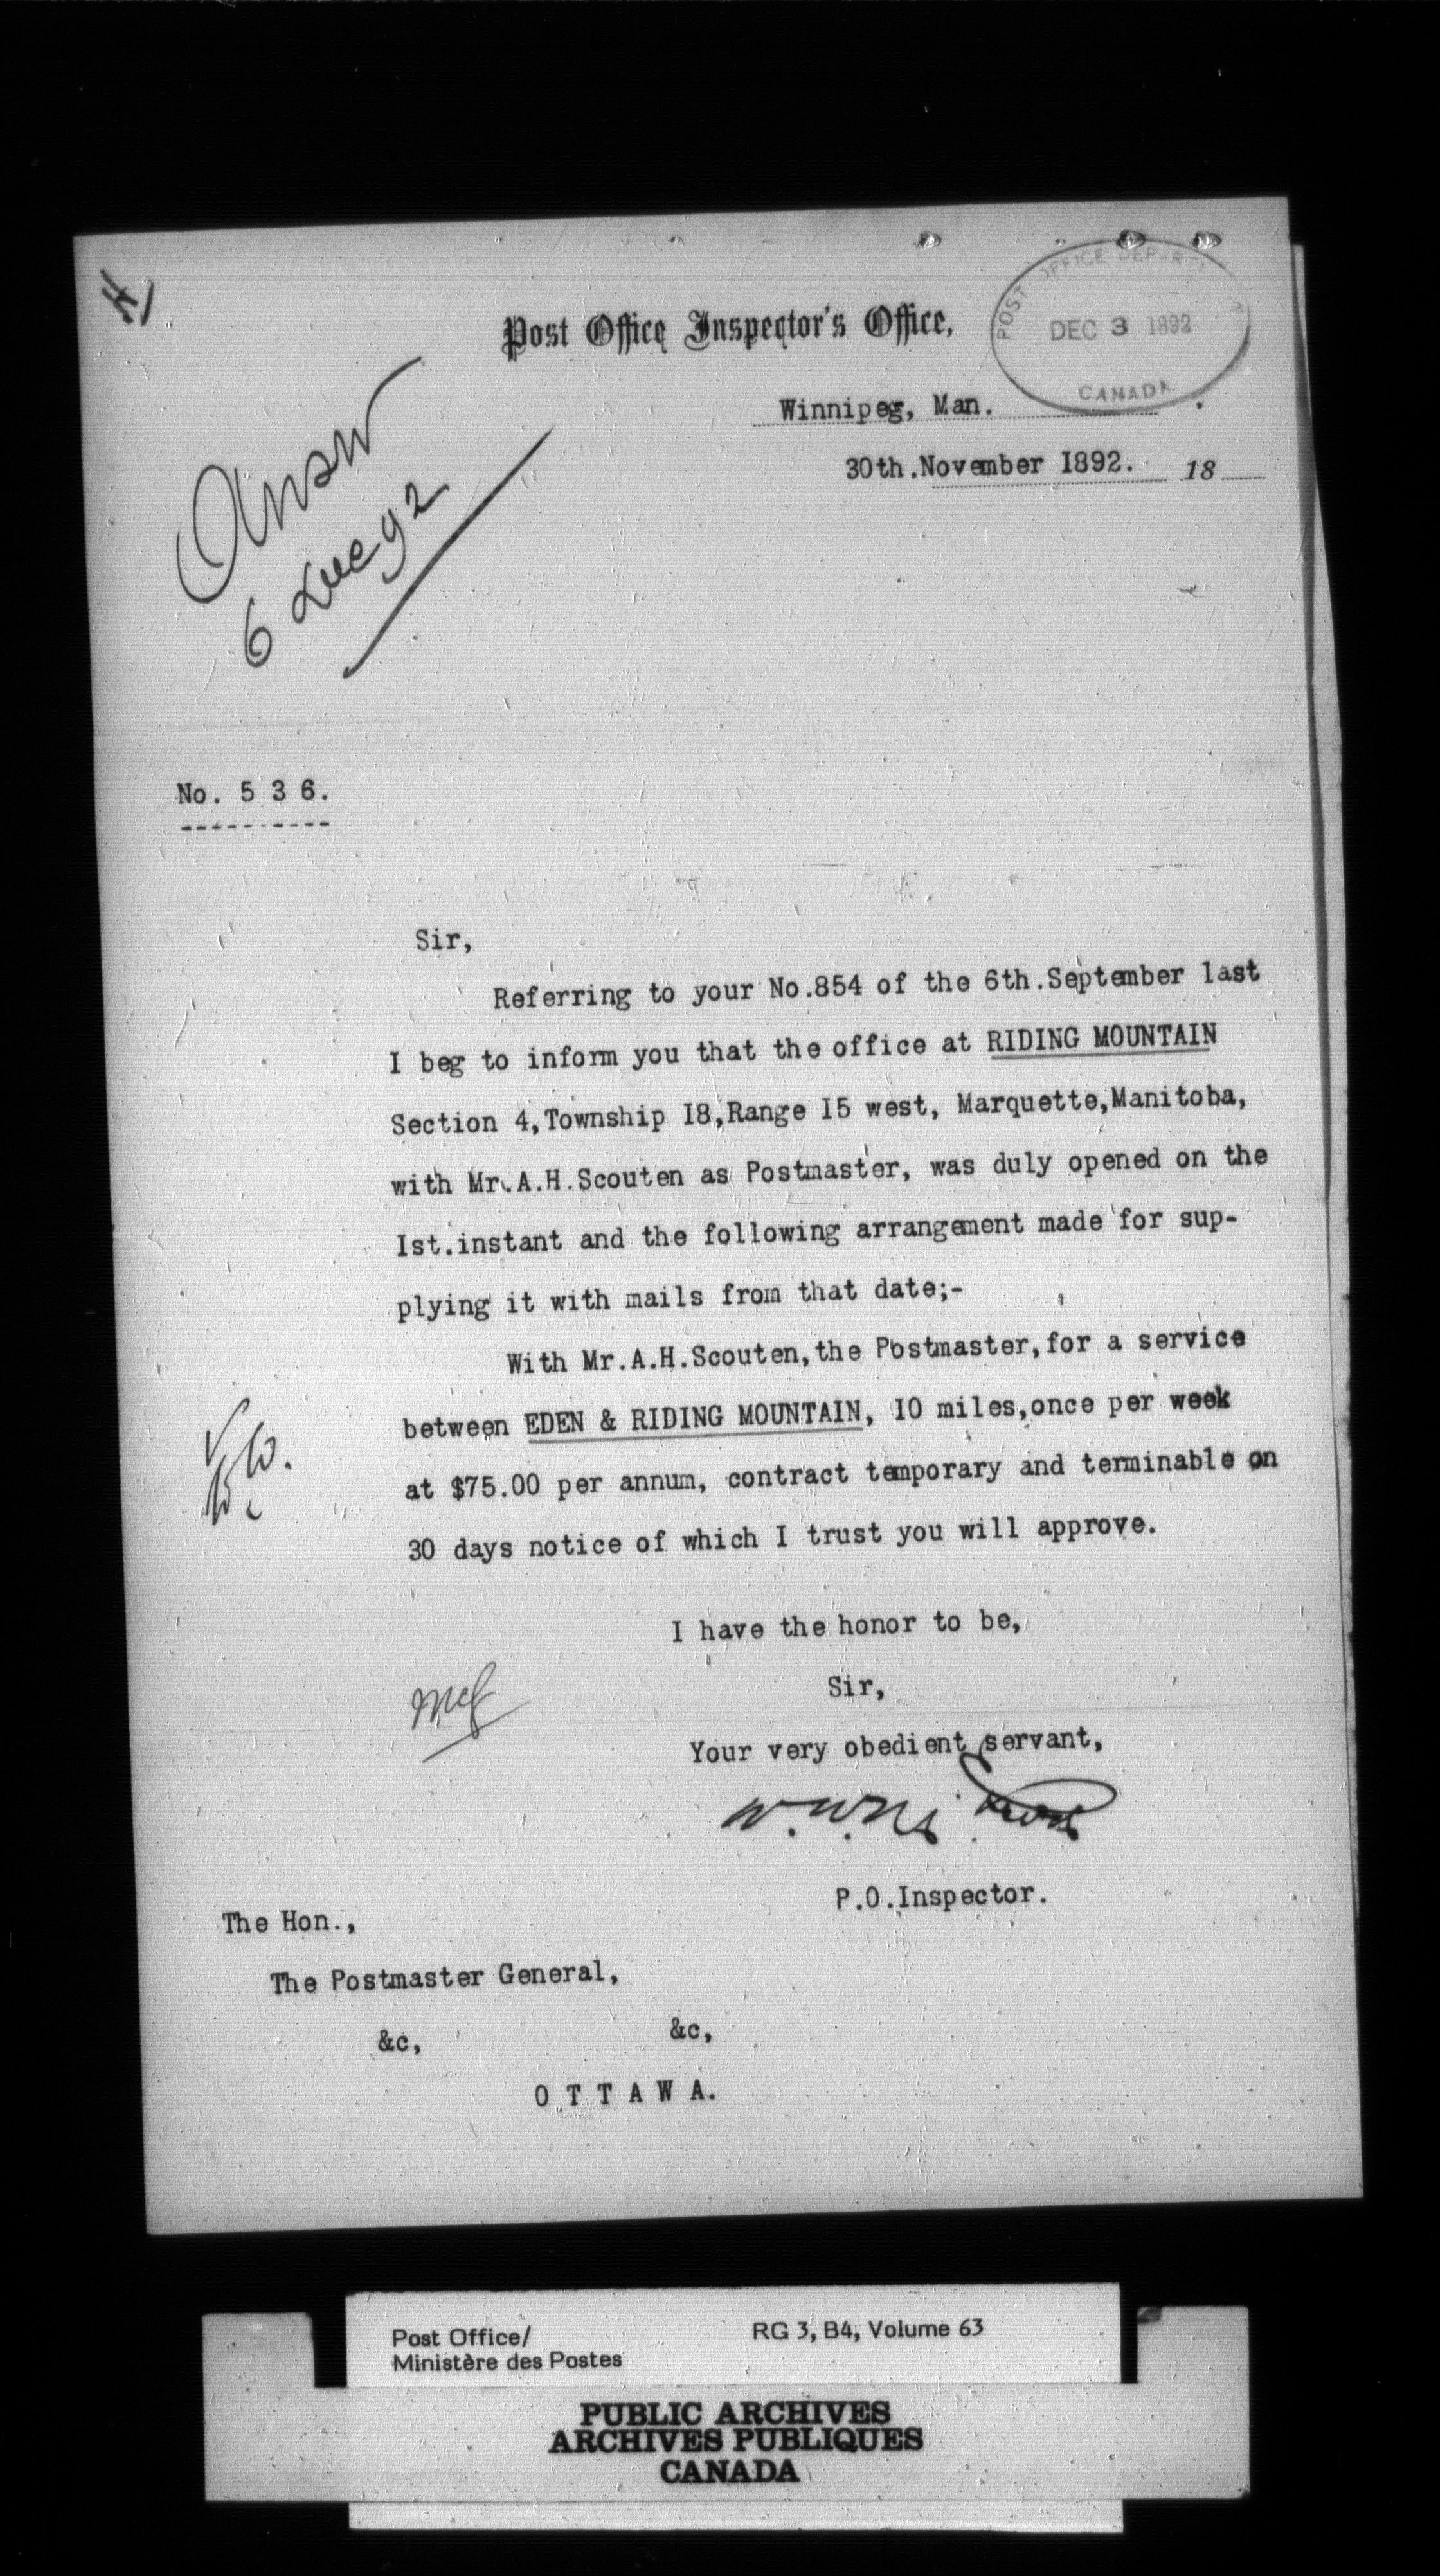 Post Office Inspector's Office,
POST OFFICE DEPART
DEC 3 1892
CANADA
Winnipeg, Man.
30th.November I892. 18
Answ
6 Dec 92
No. 5 3 6.
----------
Sir,
Referring to your No.854 of the 6th.September last
I beg to inform you that the office at RIDING MOUNTAIN
Section 4,Township I8,Range I5 west, Marquette,Manitoba,
with Mr.A.H.Scouten as Postmaster, was duly opened on the
Ist.instant and the following arrangement made for sup-
plying it with mails from that date;-
With Mr.A.H.Scouten,the Postmaster,for a service
between EDEN & RIDING MOUNTAIN, IO miles,once per week
at $75.00 per annum, contract temporary and terminable on
30 days notice of which I trust you will approve.
I have the honor to be,
Sir,
Your very obedient servant,
P.O.Inspector.
The Hon.,
The Postmaster General,
&c, &c,
O T T A W A.
Post Office/ RG 3, B4, Volume 63
Ministère des Postes
PUBLIC ARCHIVES
ARCHIVES PUBLIQUES
CANADA